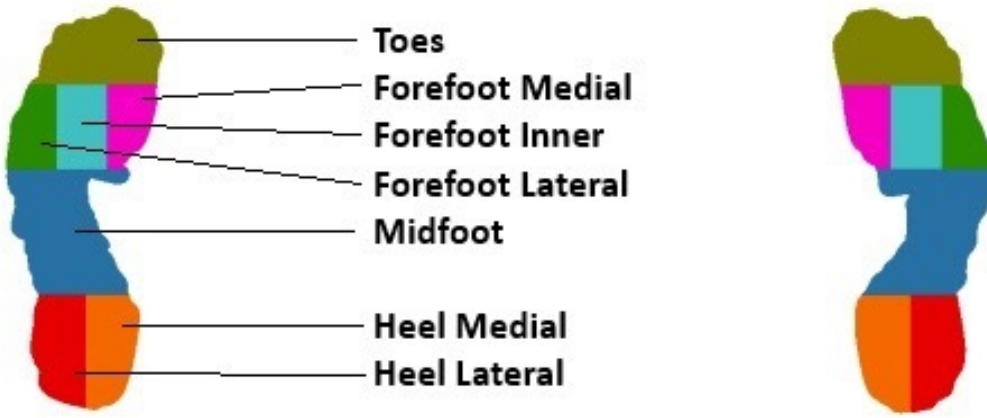 Toes
Forefoot Medial
Forefoot Inner
Forefoot Lateral
Midfoot
Heel Medial
Heel Lateral